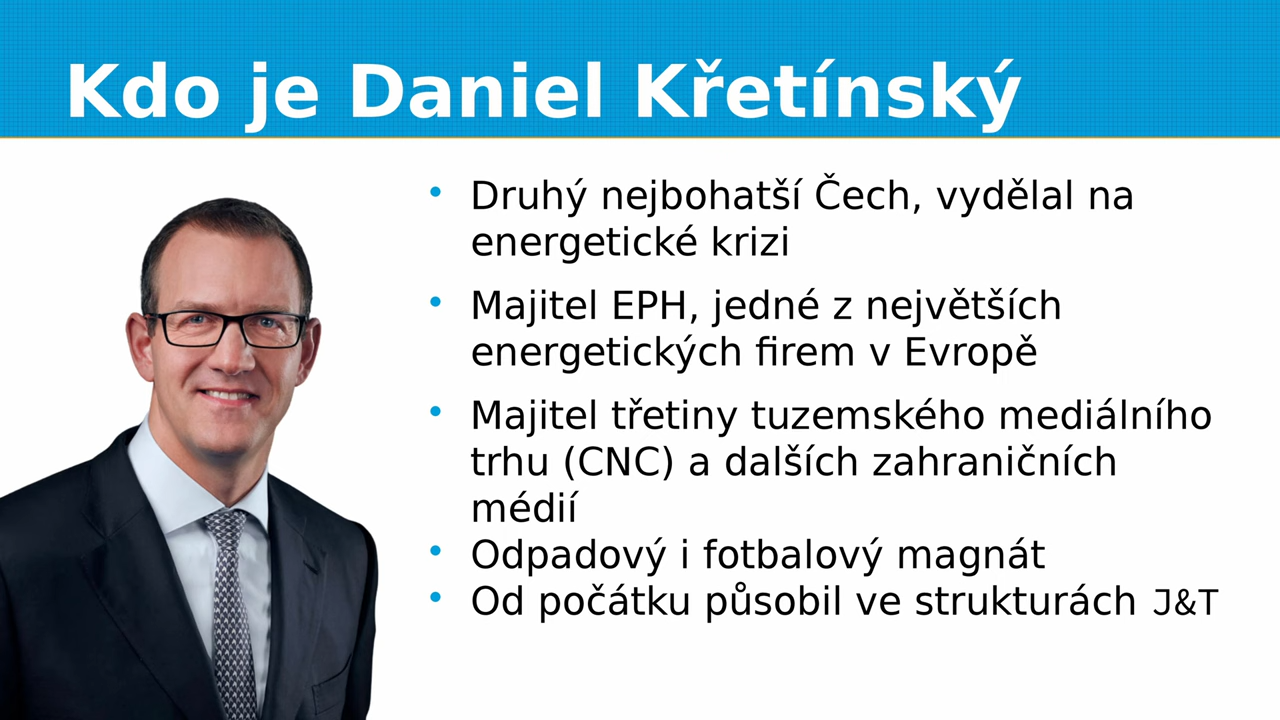 Kdo je Daniel Křetínský
• Druhý nejbohatší Čech, vydělal na
energetické krizi
• Majitel EPH, jedné z největších
energetických firem v Evropě
• Majitel třetiny tuzemského mediálního
trhu (CNC) a dalších zahraničních
médií
• Odpadový i fotbalový magnát
• Od počátku působil ve strukturách J&T